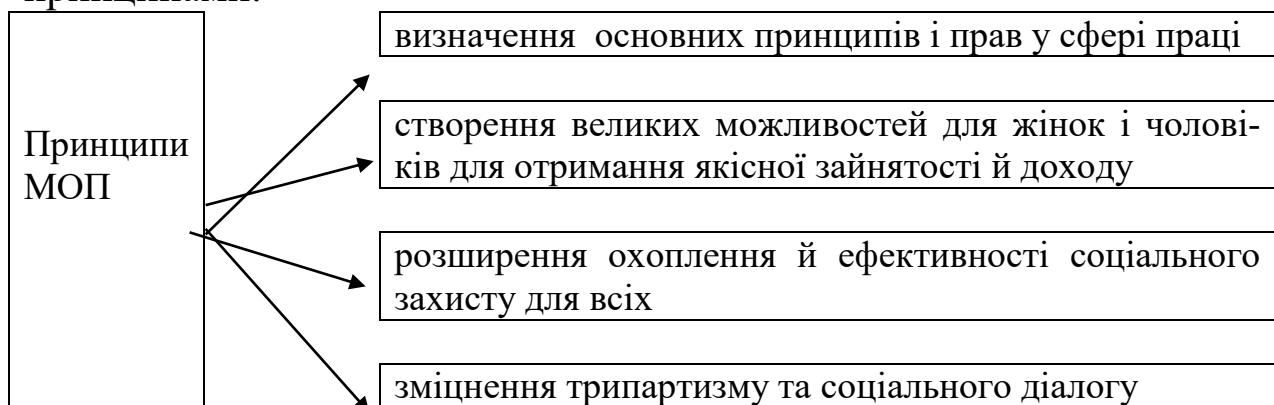 принципами:
визначення основних принципів і прав у сфері праці
Принципи
МОП
створення великих можливостей для жінок і чолові-
ків для отримання якісної зайнятості й доходу
розширення охоплення й ефективності соціального
захисту для всіх
зміцнення трипартизму та соціального діалогу